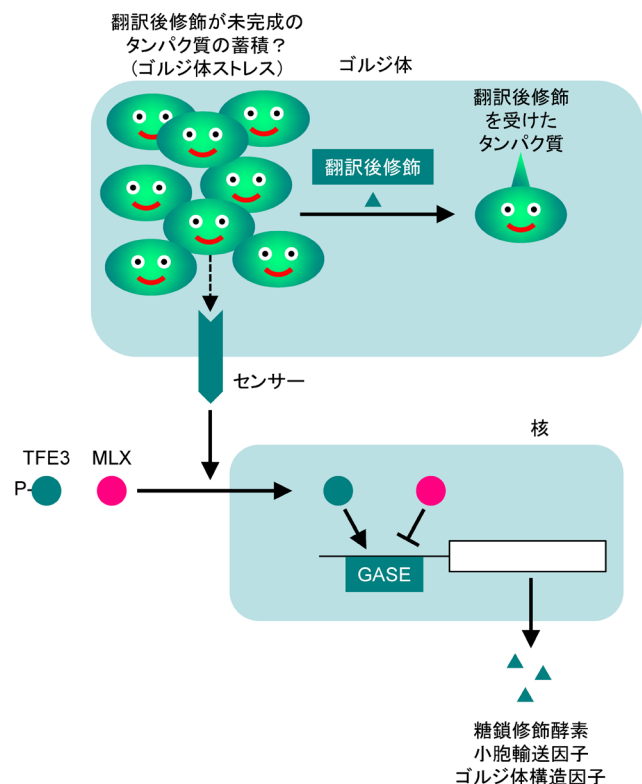 翻訳後修飾が未完成の
タンパク質の蓄積？
(ゴルジ体ストレス)
ゴルジ体
翻訳後修飾
を受けた
タンパク質
翻訳後修飾
センサー
核
TFE3
MLX
P-
GASE
糖鎖修飾酵素
小胞輸送因子
ゴルジ体構造因子